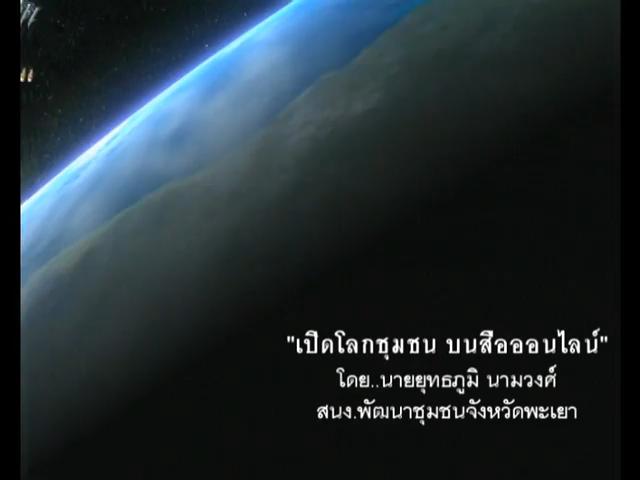 "เปิดโลกชุมชน บนสื่อออนไลน์"
โดย..นายยุทธภูมิ นามวงศ์
สนง.พัฒนาชุมชนจังหวัดพะเยา